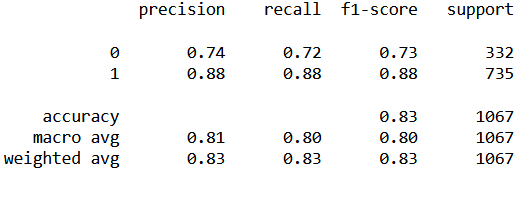 precision recall f1-score support
0 0.74 0.72 0.73 332
1 0.88 0.88 0.88 735
accuracy 0.83 1067
macro avg 0.81 0.80 0.80 1067
weighted avg 0.83 0.83 0.83 1067